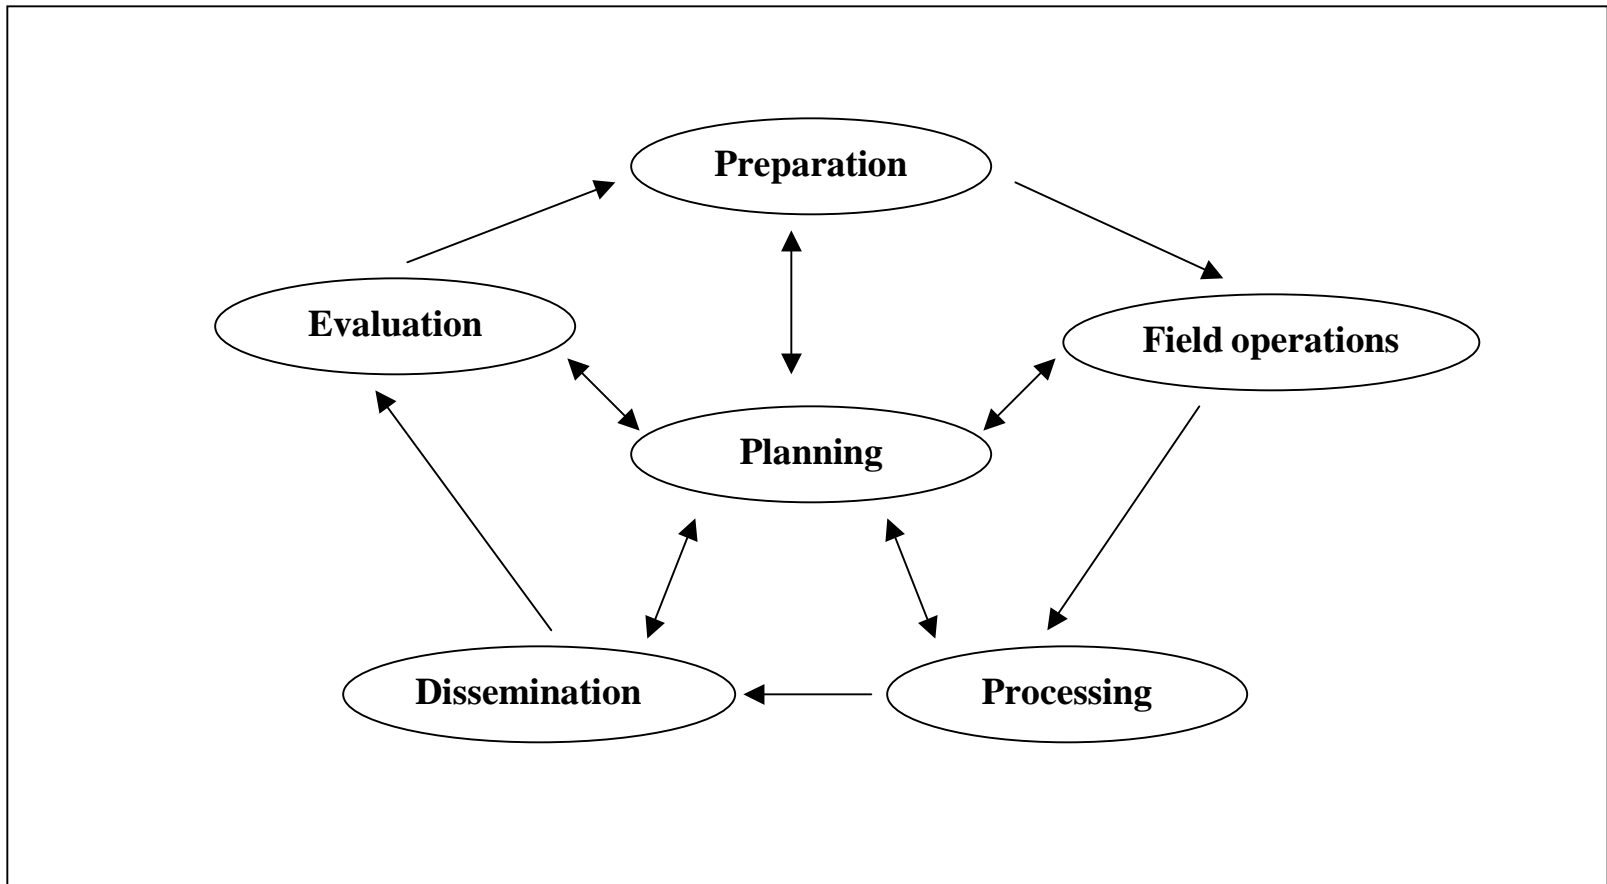 Preparation
Evaluation
Field operations
Planning
Dissemination
Processing